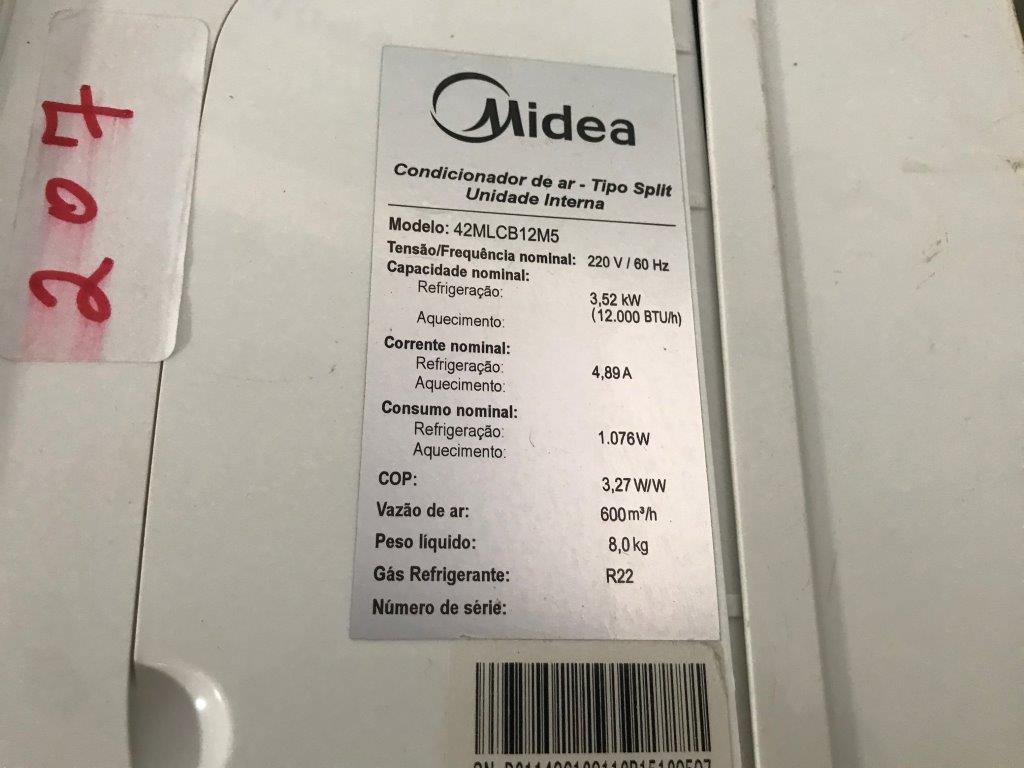 207
Midea
Condicionador de ar - Tipo Split
Unidade Interna
Modelo: 42MLCB12M5
Tensão/Frequência nominal: 220 V / 60 Hz
Capacidade nominal:
Refrigeração: 3,52 kW
(12.000 BTU/h)
Aquecimento:
Corrente nominal:
Refrigeração: 4,89 A
Aquecimento:
Consumo nominal:
Refrigeração: 1.076 W
Aquecimento:
COP: 3,27 W/W
Vazão de ar: 600 m³/h
Peso líquido: 8,0 kg
Gás Refrigerante: R22
Número de série: